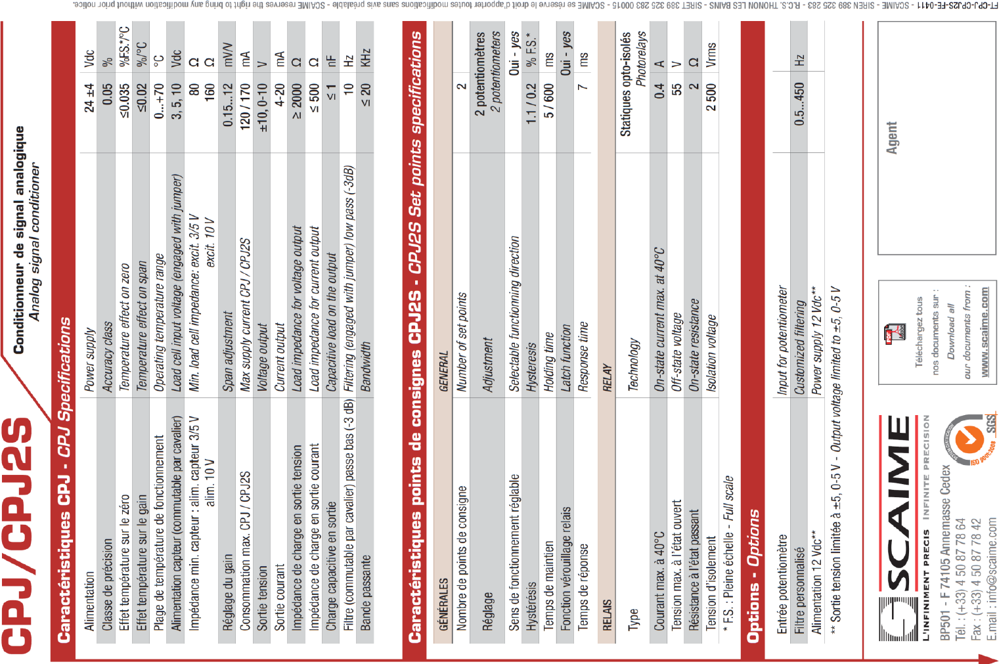 CPJ/CPJ2S
Conditionneur de signal analogique
Analog signal conditioner
Caractéristiques CPJ - CPJ Specifications
Alimentation Power supply 24 ±4 Vdc
Classe de précision Accuracy class 0.05 %
Effet température sur le zéro Temperature effect on zero ≤0.035 %F.S.*/°C
Effet température sur le gain Temperature effect on span ≤0.02 %/°C
Plage de température de fonctionnement Operating temperature range 0...+70 °C
Alimentation capteur (commutable par cavalier) Load cell input voltage (engaged with jumper) 3, 5, 10 Vdc
Impédance min. capteur : alim. capteur 3/5 V Min. load cell impedance: excit. 3/5 V 80 Ω
alim. 10 V excit. 10 V 160 Ω
Réglage du gain Span adjustment 0.15...12 mV/V
Consommation max. CPJ / CPJ2S Max supply current CPJ / CPJ2S 120 / 170 mA
Sortie tension Voltage output ±10, 0-10 V
Sortie courant Current output 4-20 mA
Impédance de charge en sortie tension Load impedance for voltage output ≥ 2000 Ω
Impédance de charge en sortie courant Load impedance for current output ≤ 500 Ω
Charge capacitive en sortie Capacitive load on the output ≤ 1 nF
Filtre (commutable par cavalier) passe bas (-3 dB) Filtering (engaged with jumper) low pass (-3dB) 10 Hz
Bande passante Bandwidth ≤ 20 KHz
Caractéristiques points de consignes CPJ2S - CPJ2S Set points specifications
GÉNÉRALES GENERAL
Nombre de points de consigne Number of set points 2
Réglage Adjustment 2 potentiomètres
2 potentiometers
Sens de fonctionnement réglable Selectable functionning direction Oui - yes
Hystérésis Hysteresis 1.1 / 0.2 % F.S.*
Temps de maintien Holding time 5 / 600 ms
Fonction vérouillage relais Latch function Oui - yes
Temps de réponse Response time 7 ms
RELAIS RELAY
Type Technology Statiques opto-isolés
Photorelays
Courant max. à 40°C On-state current max. at 40°C 0.4 A
Tension max. à l'état ouvert Off-state voltage 55 V
Résistance à l'état passant On-state resistance 2 Ω
Tension d'isolement Isolation voltage 2 500 Vrms
* F.S. : Pleine échelle - Full scale
Options - Options
Entrée potentiomètre Input for potentiometer
Filtre personnalisé Customized filtering 0.5...450 Hz
Alimentation 12 Vdc** Power supply 12 Vdc**
** Sortie tension limitée à ±5, 0-5 V - Output voltage limited to ±5, 0-5 V
SCAIME
L'INFINIMENT PRECIS INFINITE PRECISION
BP501 - F 74105 Annemasse Cedex
Tél. : (+33) 4 50 87 78 64
Fax : (+33) 4 50 87 78 42
E.mail : info@scaime.com
ISO 9001:2008
SGS
PDF
Adobe
Téléchargez tous
nos documents sur :
Download all
our documents from :
www.scaime.com
Agent
FT-CPJ-CPJ2S-FE-0411 - SCAIME - SIREN 389 325 283 - R.C.S. THONON LES BAINS - SIRET 389 325 283 00015 - SCAIME se réserve le droit d'apporter toutes modifications sans avis préalable - SCAIME reserves the right to bring any modification without prior notice.